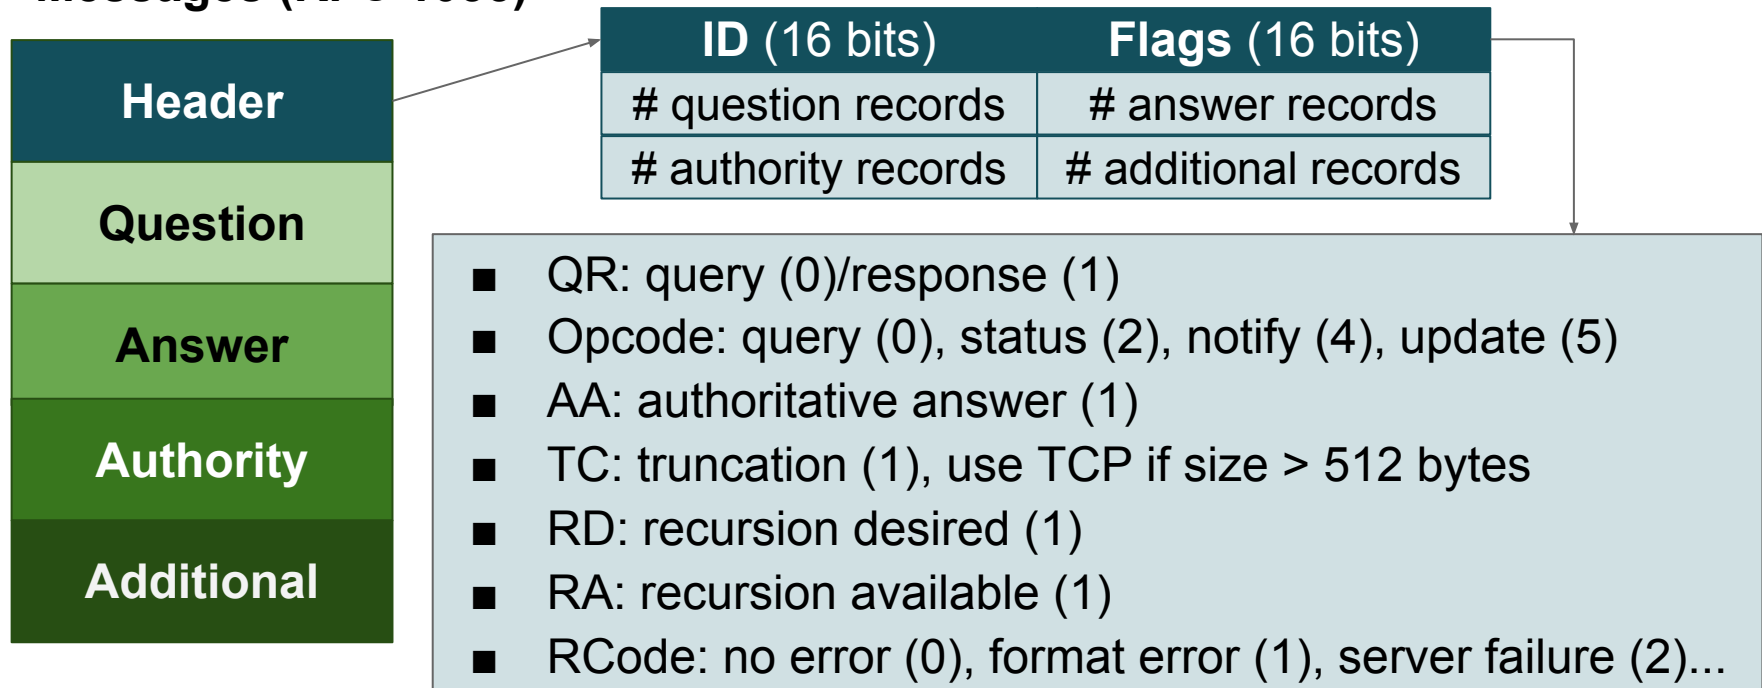 Header
Question
Answer
Authority
Additional
ID (16 bits) Flags (16 bits)
# question records # answer records
# authority records # additional records
■ QR: query (0)/response (1)
■ Opcode: query (0), status (2), notify (4), update (5)
■ AA: authoritative answer (1)
■ TC: truncation (1), use TCP if size > 512 bytes
■ RD: recursion desired (1)
■ RA: recursion available (1)
■ RCode: no error (0), format error (1), server failure (2)...